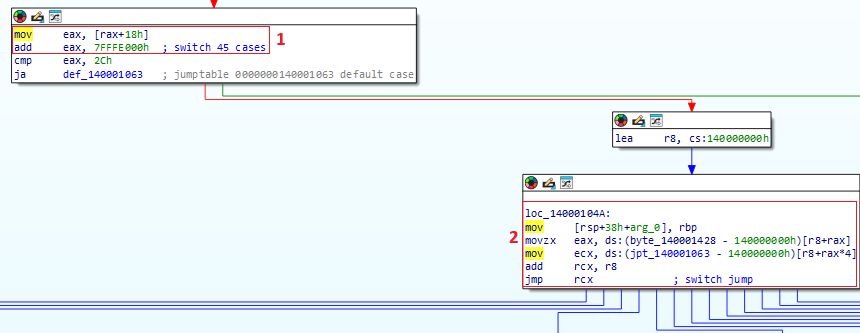 mov eax, [rax+18h]
add eax, 7FFFE000h ; switch 45 cases
cmp eax, 2Ch
ja def_140001063 ; jumptable 0000000140001063 default case
1
lea r8, cs:140000000h
loc_14000104A:
mov [rsp+38h+arg_0], rbp
movzx eax, ds:(byte_140001428 - 140000000h)[r8+rax]
mov ecx, ds:(jpt_140001063 - 140000000h)[r8+rax*4]
add rcx, r8
jmp rcx ; switch jump
2